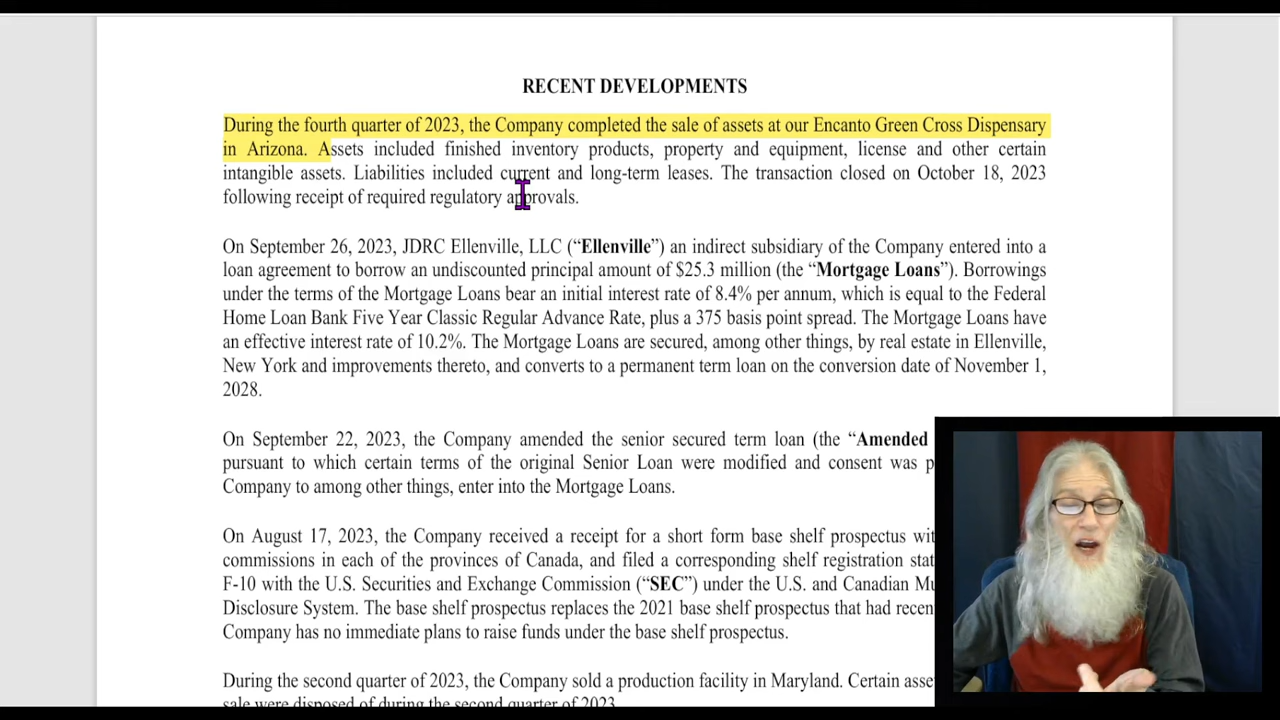 RECENT DEVELOPMENTS
During the fourth quarter of 2023, the Company completed the sale of assets at our Encanto Green Cross Dispensary
in Arizona. Assets included finished inventory products, property and equipment, license and other certain
intangible assets. Liabilities included current and long-term leases. The transaction closed on October 18, 2023
following receipt of required regulatory approvals.
On September 26, 2023, JDRC Ellenville, LLC (“Ellenville”) an indirect subsidiary of the Company entered into a
loan agreement to borrow an undiscounted principal amount of $25.3 million (the “Mortgage Loans”). Borrowings
under the terms of the Mortgage Loans bear an initial interest rate of 8.4% per annum, which is equal to the Federal
Home Loan Bank Five Year Classic Regular Advance Rate, plus a 375 basis point spread. The Mortgage Loans have
an effective interest rate of 10.2%. The Mortgage Loans are secured, among other things, by real estate in Ellenville,
New York and improvements thereto, and converts to a permanent term loan on the conversion date of November 1,
2028.
On September 22, 2023, the Company amended the senior secured term loan (the “Amended
pursuant to which certain terms of the original Senior Loan were modified and consent was p
Company to among other things, enter into the Mortgage Loans.
On August 17, 2023, the Company received a receipt for a short form base shelf prospectus wit
commissions in each of the provinces of Canada, and filed a corresponding shelf registration stat
F-10 with the U.S. Securities and Exchange Commission (“SEC”) under the U.S. and Canadian Mu
Disclosure System. The base shelf prospectus replaces the 2021 base shelf prospectus that had recen
Company has no immediate plans to raise funds under the base shelf prospectus.
During the second quarter of 2023, the Company sold a production facility in Maryland. Certain asse
sale were disposed of during the second quarter of 2023